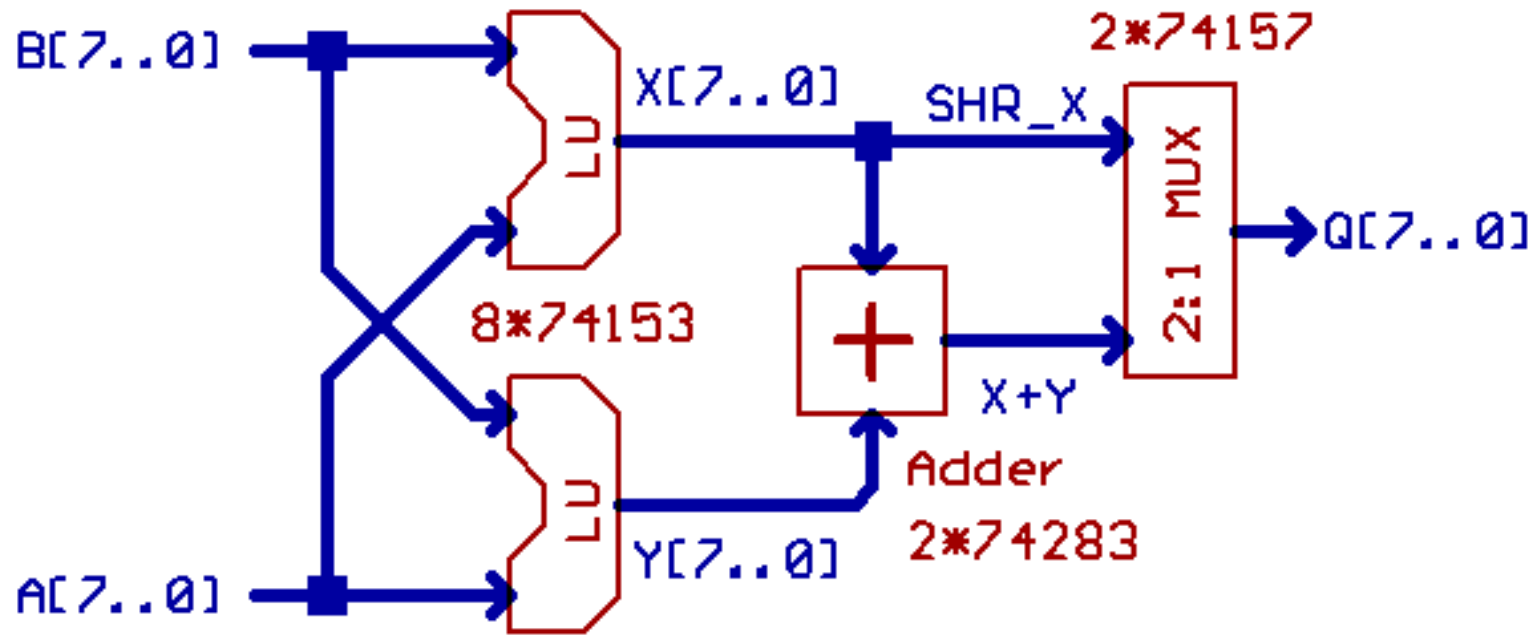 2*74157
B[7..0]
X[7..0]
SHR_X
LU
2:1 MUX
Q[7..0]
8*74153
X+Y
LU
Adder
2*74283
Y[7..0]
A[7..0]